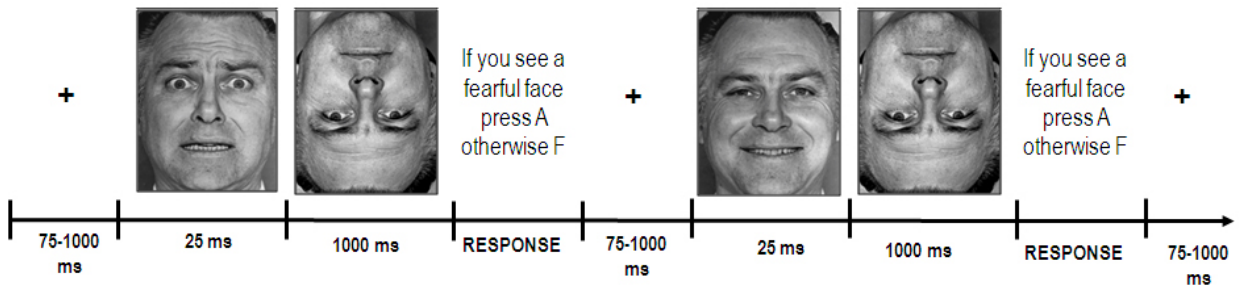 +
If you see a
fearful face
press A
otherwise F
+
If you see a
fearful face
press A
otherwise F
+
75-1000
ms
25 ms
1000 ms
RESPONSE
75-1000
ms
25 ms
1000 ms
RESPONSE
75-1000
ms